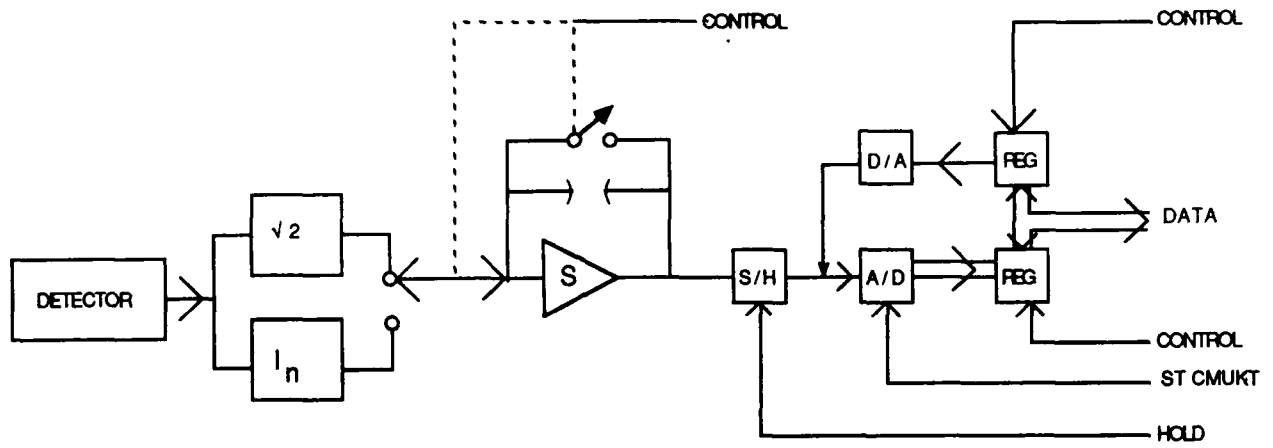 CONTROL
CONTROL
D/A
REG
DATA
√2
DETECTOR
S
S/H
A/D
REG
In
CONTROL
ST CMUKT
HOLD